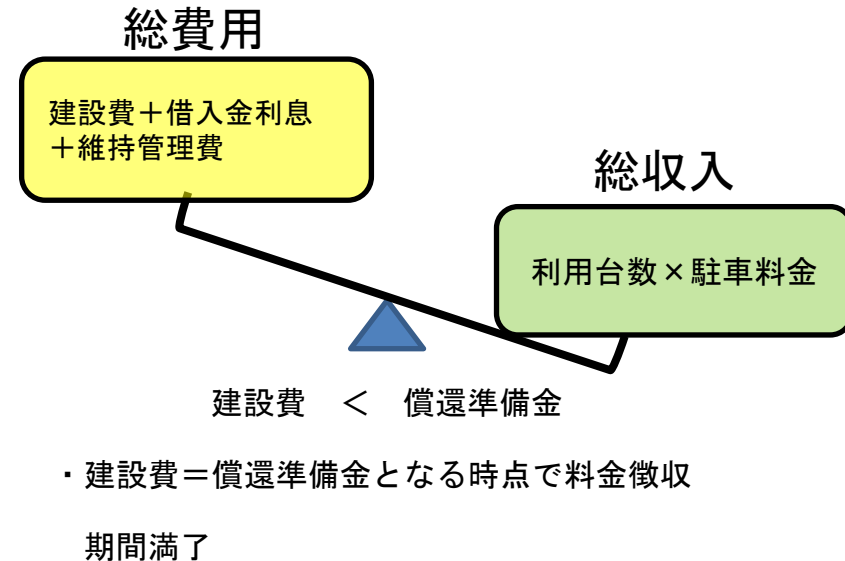 総費用
建設費＋借入金利息
＋維持管理費
総収入
利用台数×駐車料金
建設費　＜　償還準備金
・建設費＝償還準備金となる時点で料金徴収
期間満了